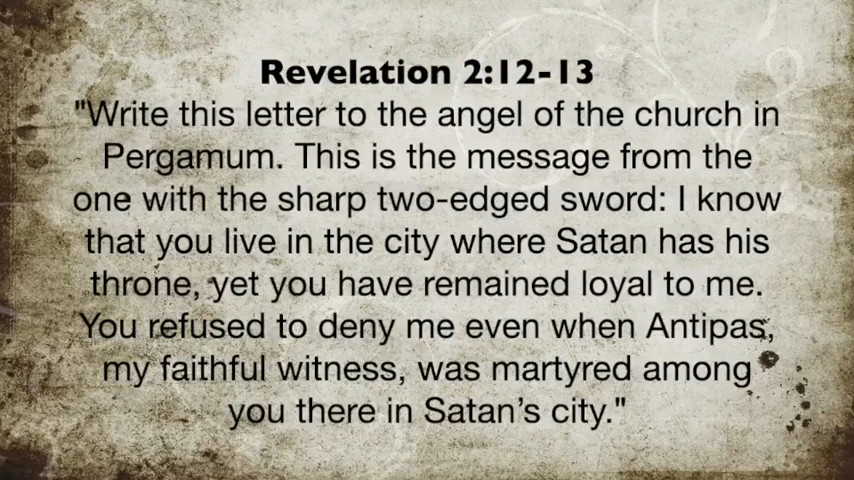 Revelation 2:12-13
"Write this letter to the angel of the church in
Pergamum. This is the message from the
one with the sharp two-edged sword: I know
that you live in the city where Satan has his
throne, yet you have remained loyal to me.
You refused to deny me even when Antipas,
my faithful witness, was martyred among
you there in Satan’s city."